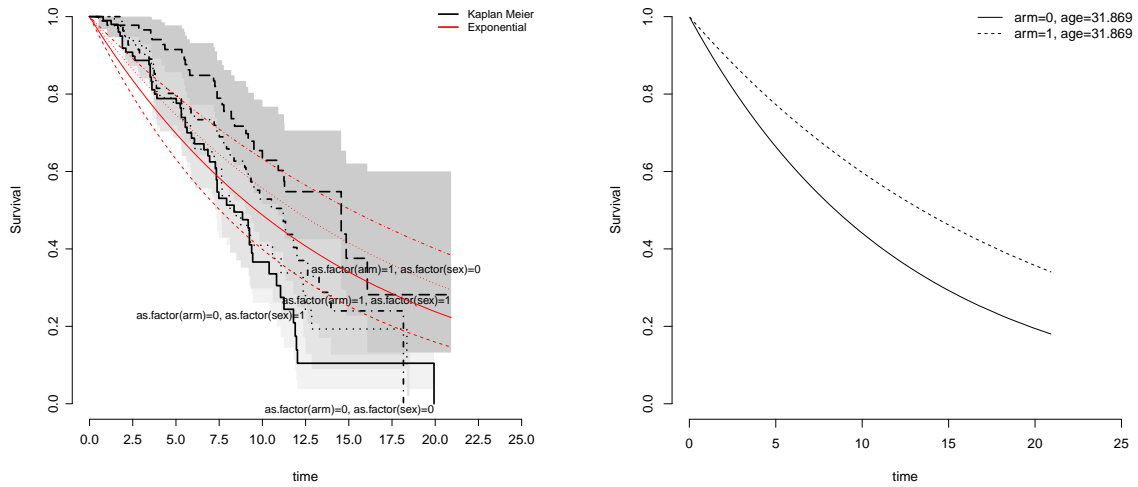 Kaplan Meier
Exponential
Survival
1.0
0.8
0.6
0.4
0.2
0.0
as.factor(arm)=1, as.factor(sex)=0
as.factor(arm)=1, as.factor(sex)=1
as.factor(arm)=0, as.factor(sex)=1
as.factor(arm)=0, as.factor(sex)=0
0.0 2.5 5.0 7.5 10.0 12.5 15.0 17.5 20.0 22.5 25.0
time
arm=0, age=31.869
arm=1, age=31.869
Survival
1.0
0.8
0.6
0.4
0.2
0.0
0 5 10 15 20 25
time